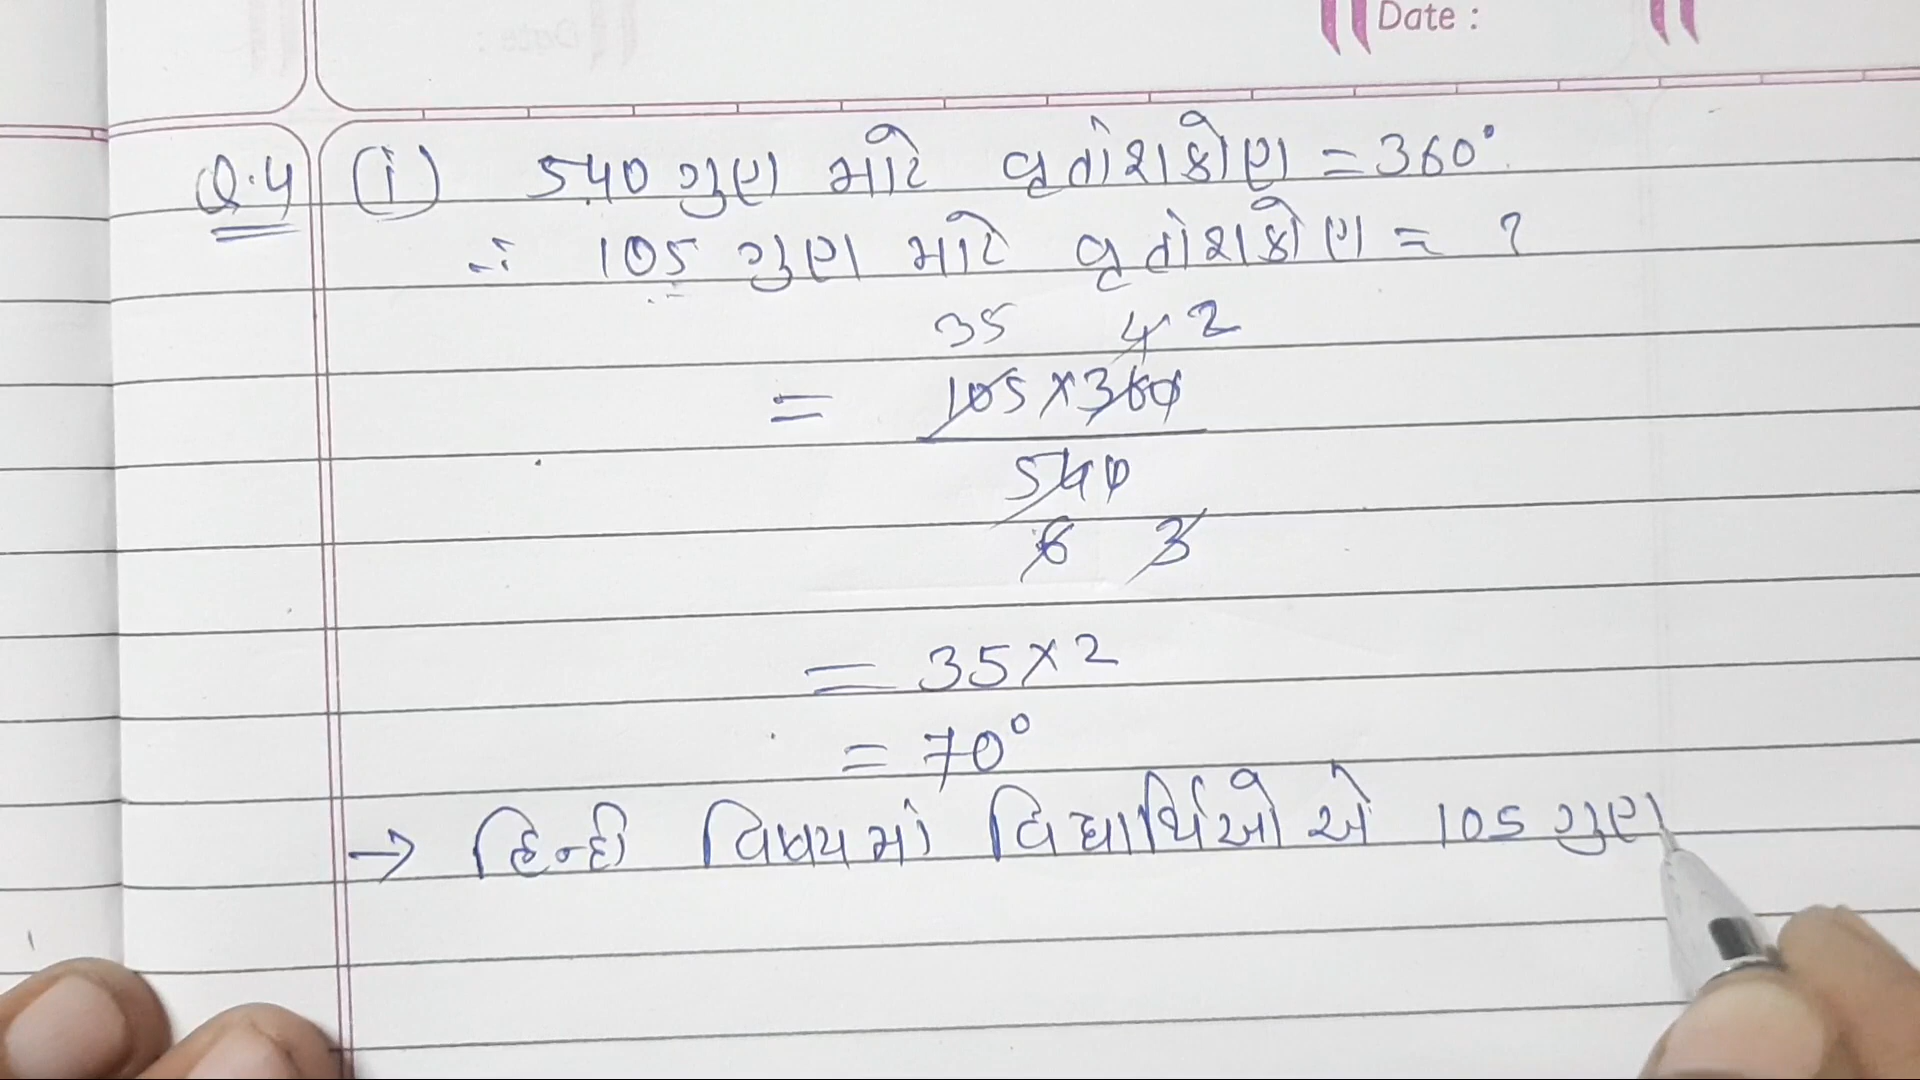 Date :
Q.4 (i) 540 ગુણ માટે વૃતાંશકોણ = 360°
∴ 105 ગુણ માટે વૃતાંશકોણ = ?
35 4 2
= 105 × 360
540
6 3
= 35 × 2
= 70°
→ હિન્દી વિષયમાં વિદ્યાર્થિઓએ 105 ગુણ